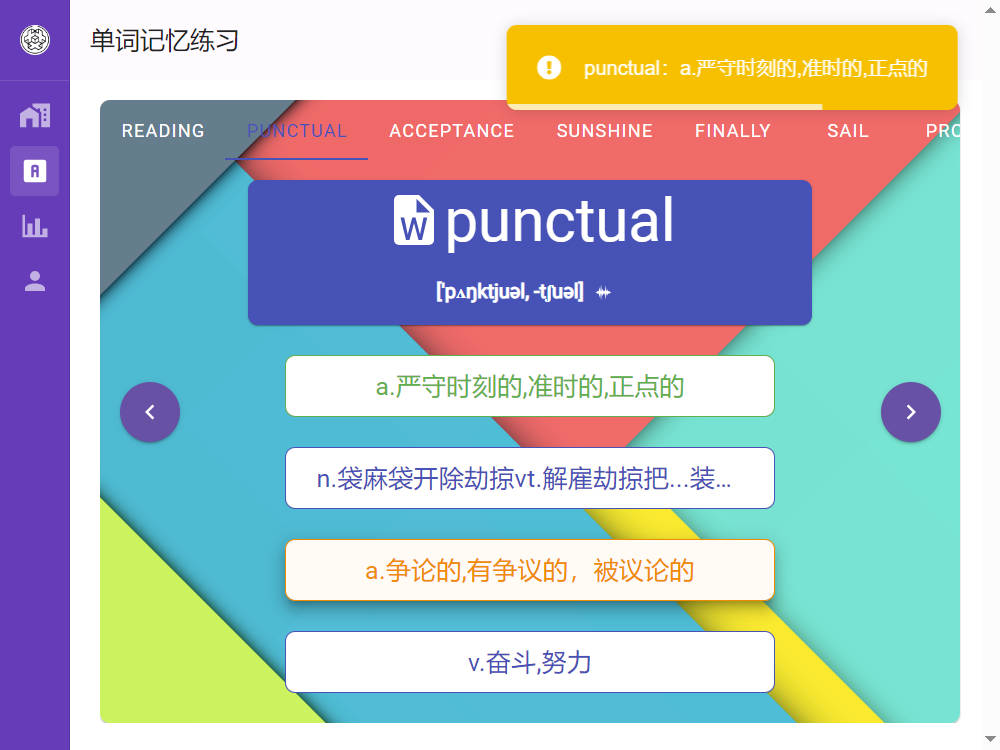 单词记忆练习
punctual：a.严守时刻的,准时的,正点的
READING PUNCTUAL ACCEPTANCE SUNSHINE FINALLY SAIL PRO
punctual
['pʌŋktjuəl, -tʃuəl]
a.严守时刻的,准时的,正点的
n.袋麻袋开除劫掠vt.解雇劫掠把...装…
a.争论的,有争议的，被议论的
v.奋斗,努力